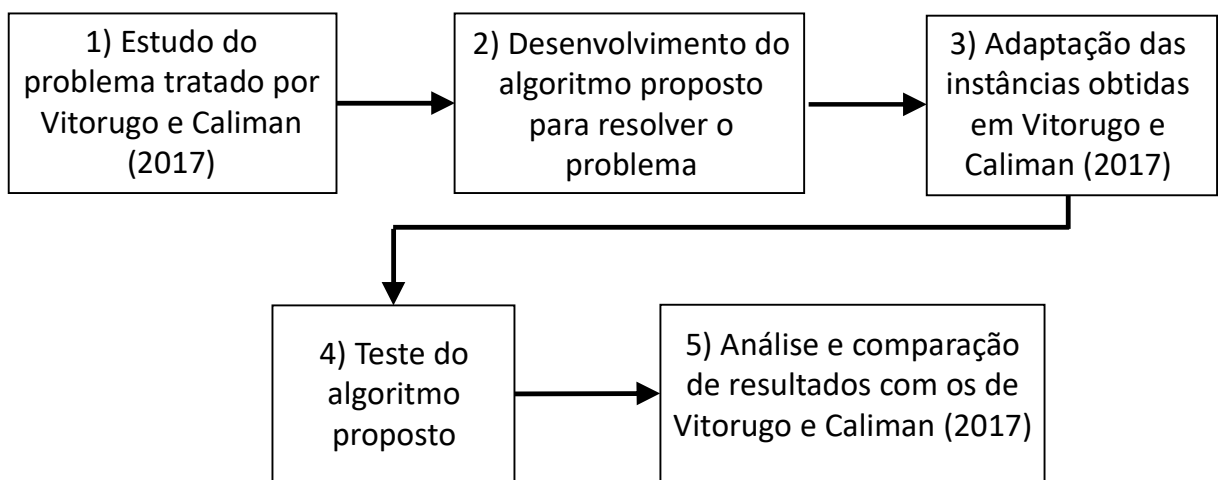 1) Estudo do
problema tratado por
Vitorugo e Caliman
(2017)
2) Desenvolvimento do
algoritmo proposto
para resolver o
problema
3) Adaptação das
instâncias obtidas
em Vitorugo e
Caliman (2017)
4) Teste do
algoritmo
proposto
5) Análise e comparação
de resultados com os de
Vitorugo e Caliman (2017)